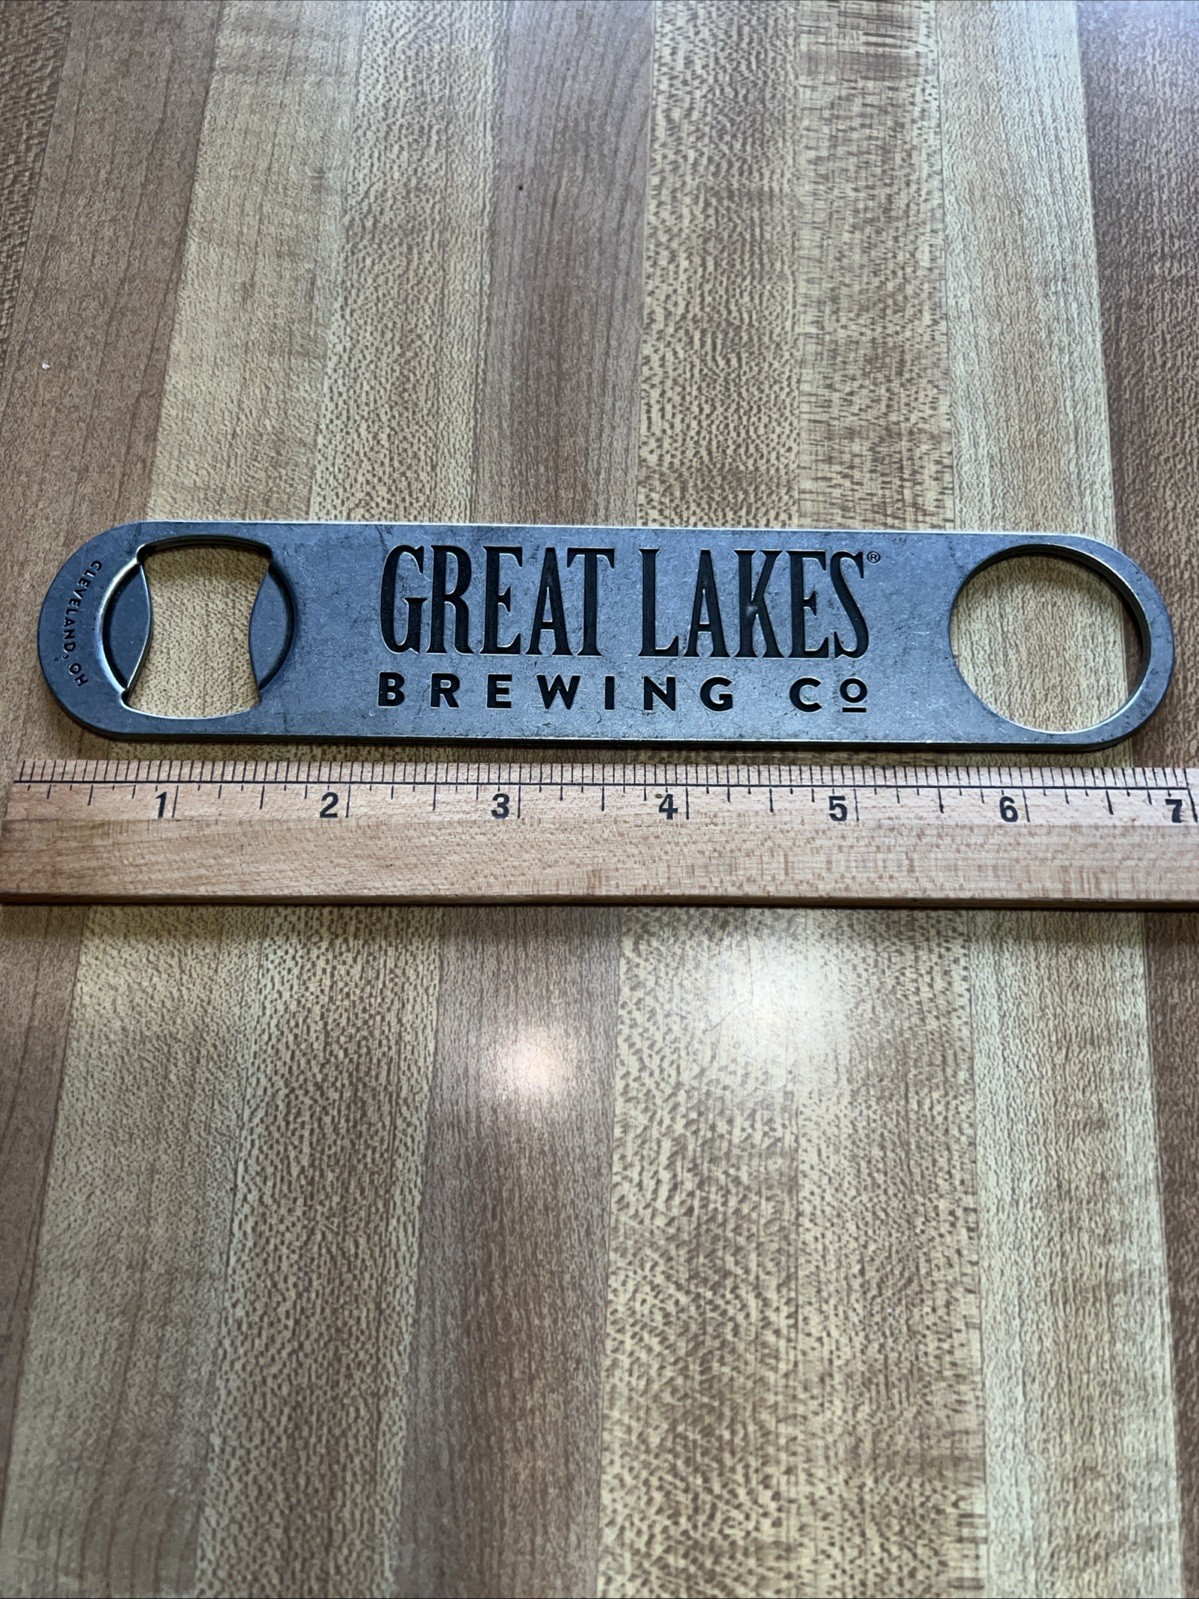 GREAT LAKES®
BREWING Cº
CLEVELAND, OH
1 2 3 4 5 6 7